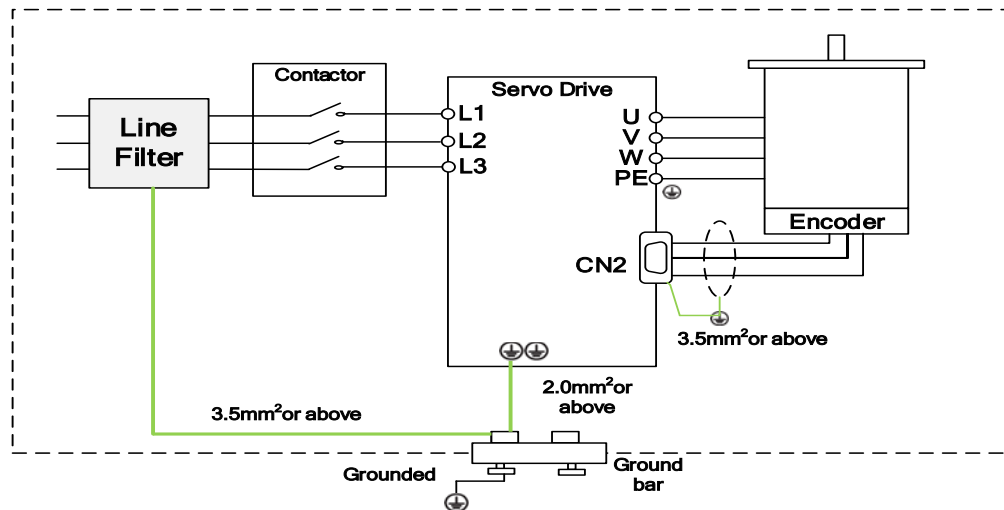 Contactor
Servo Drive
Line
Filter
L1
L2
L3
U
V
W
PE
Encoder
CN2
3.5mm²or above
2.0mm²or
above
3.5mm²or above
Grounded
Ground
bar